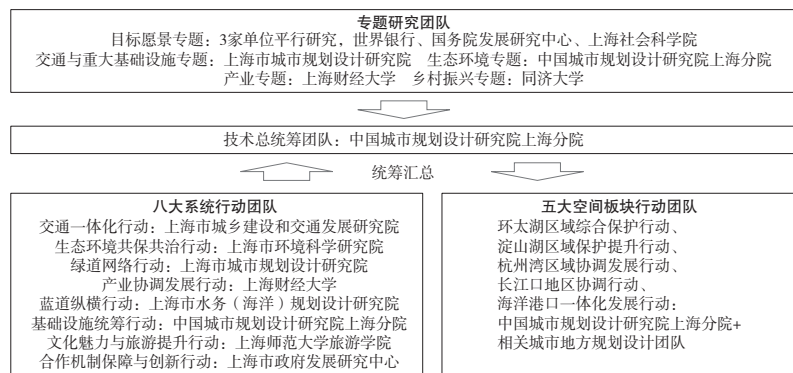 专题研究团队
目标愿景专题：3家单位平行研究，世界银行、国务院发展研究中心、上海社会科学院
交通与重大基础设施专题：上海市城市规划设计研究院　生态环境专题：中国城市规划设计研究院上海分院
产业专题：上海财经大学　乡村振兴专题：同济大学
技术总统筹团队：中国城市规划设计研究院上海分院
统筹汇总
八大系统行动团队
交通一体化行动：上海市城乡建设和交通发展研究院
生态环境共保共治行动：上海市环境科学研究院
绿道网络行动：上海市城市规划设计研究院
产业协调发展行动：上海财经大学
蓝道纵横行动：上海市水务（海洋）规划设计研究院
基础设施统筹行动：中国城市规划设计研究院上海分院
文化魅力与旅游提升行动：上海师范大学旅游学院
合作机制保障与创新行动：上海市政府发展研究中心
五大空间板块行动团队
环太湖区域综合保护行动、
淀山湖区域保护提升行动、
杭州湾区域协调发展行动、
长江口地区协调行动、
海洋港口一体化发展行动：
中国城市规划设计研究院上海分院+
相关城市地方规划设计团队